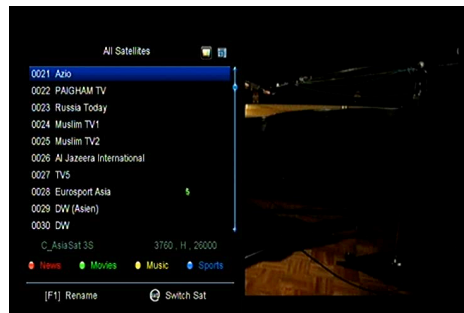 All Satellites
0021 Azio
0022 PAIGHAM TV
0023 Russia Today
0024 Muslim TV1
0025 Muslim TV2
0026 Al Jazeera International
0027 TV5
0028 Eurosport Asia $
0029 DW (Asien)
0030 DW
C_AsiaSat 3S 3760 , H , 26000
News Movies Music Sports
[F1] Rename Switch Sat